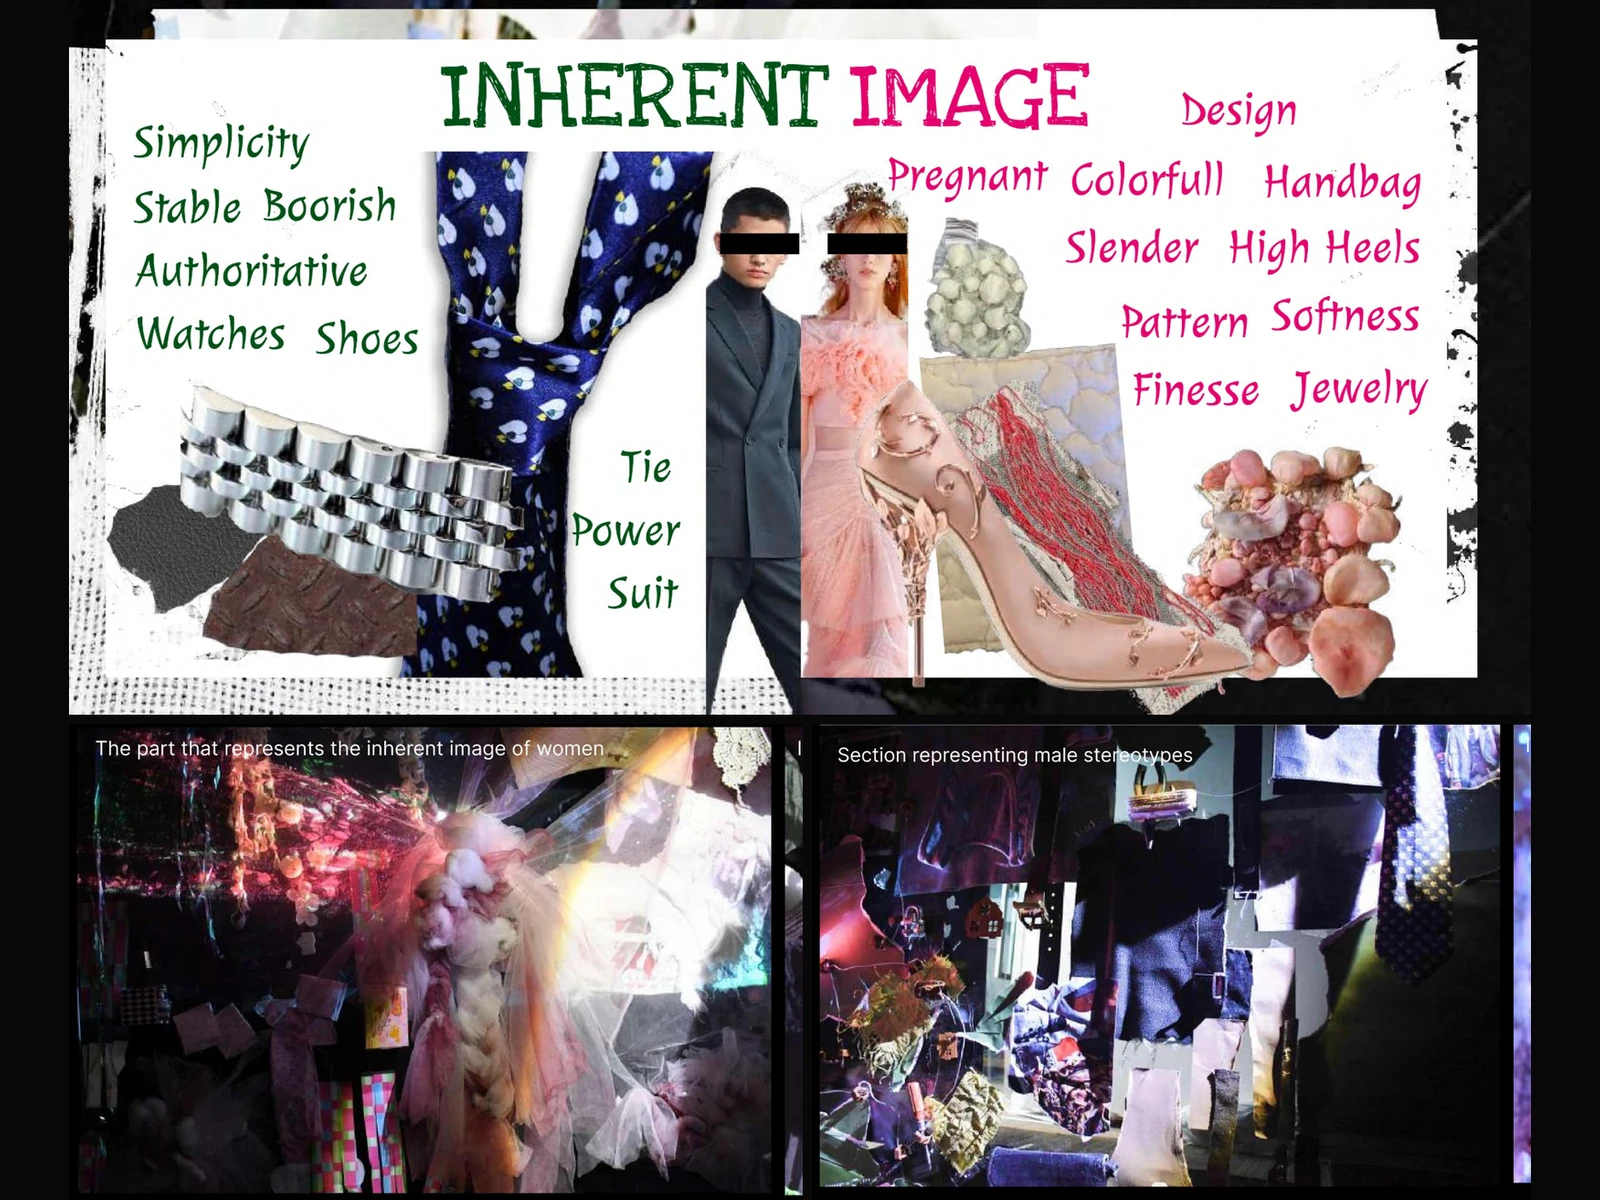 INHERENT IMAGE
Simplicity
Stable Boorish
Authoritative
Watches Shoes
Tie
Power
Suit
Design
Pregnant Colorfull Handbag
Slender High Heels
Pattern Softness
Finesse Jewelry
The part that represents the inherent image of women
Section representing male stereotypes